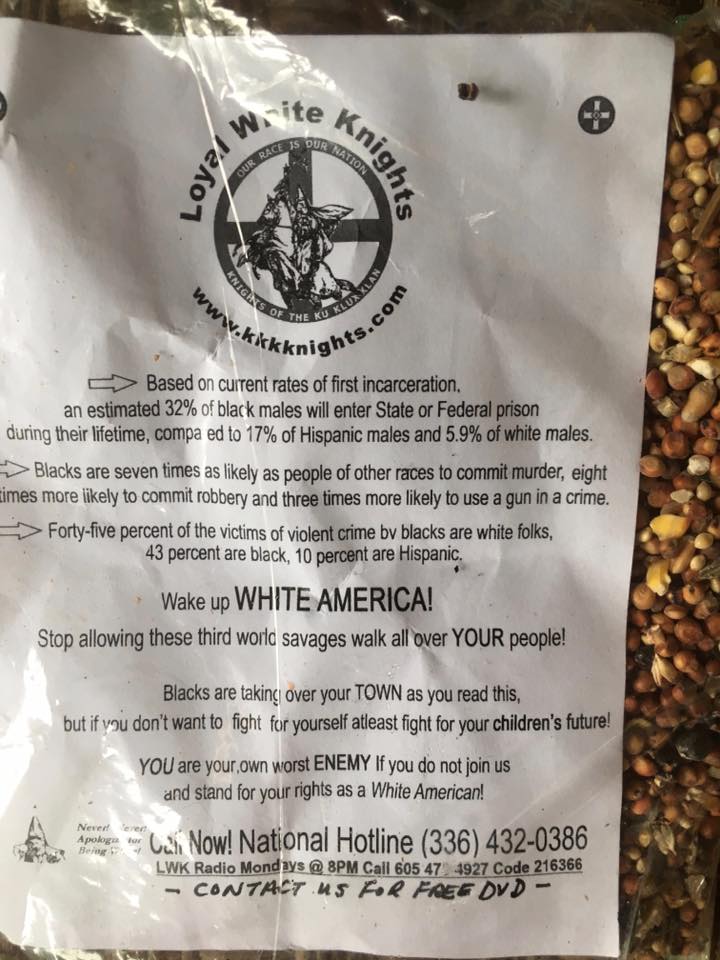 Loyal White Knights
OUR RACE IS OUR NATION
KNIGHTS OF THE KU KLUX KLAN
www.kkkknights.com
Based on current rates of first incarceration,
an estimated 32% of black males will enter State or Federal prison
during their lifetime, compa ed to 17% of Hispanic males and 5.9% of white males.
Blacks are seven times as likely as people of other races to commit murder, eight
times more likely to commit robbery and three times more likely to use a gun in a crime.
Forty-five percent of the victims of violent crime by blacks are white folks,
43 percent are black, 10 percent are Hispanic.
Wake up WHITE AMERICA!
Stop allowing these third world savages walk all over YOUR people!
Blacks are taking over your TOWN as you read this,
but if you don't want to fight for yourself atleast fight for your children's future!
YOU are your own worst ENEMY If you do not join us
and stand for your rights as a White American!
Never!
Being
Call Now! National Hotline (336) 432-0386
LWK Radio Mondays @ 8PM Call 605 47 4927 Code 216366
- CONTACT US FOR FREE DVD -